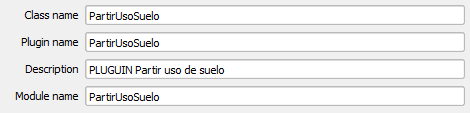 Class name PartirUsoSuelo
Plugin name PartirUsoSuelo
Description PLUGUIN Partir uso de suelo
Module name PartirUsoSuelo